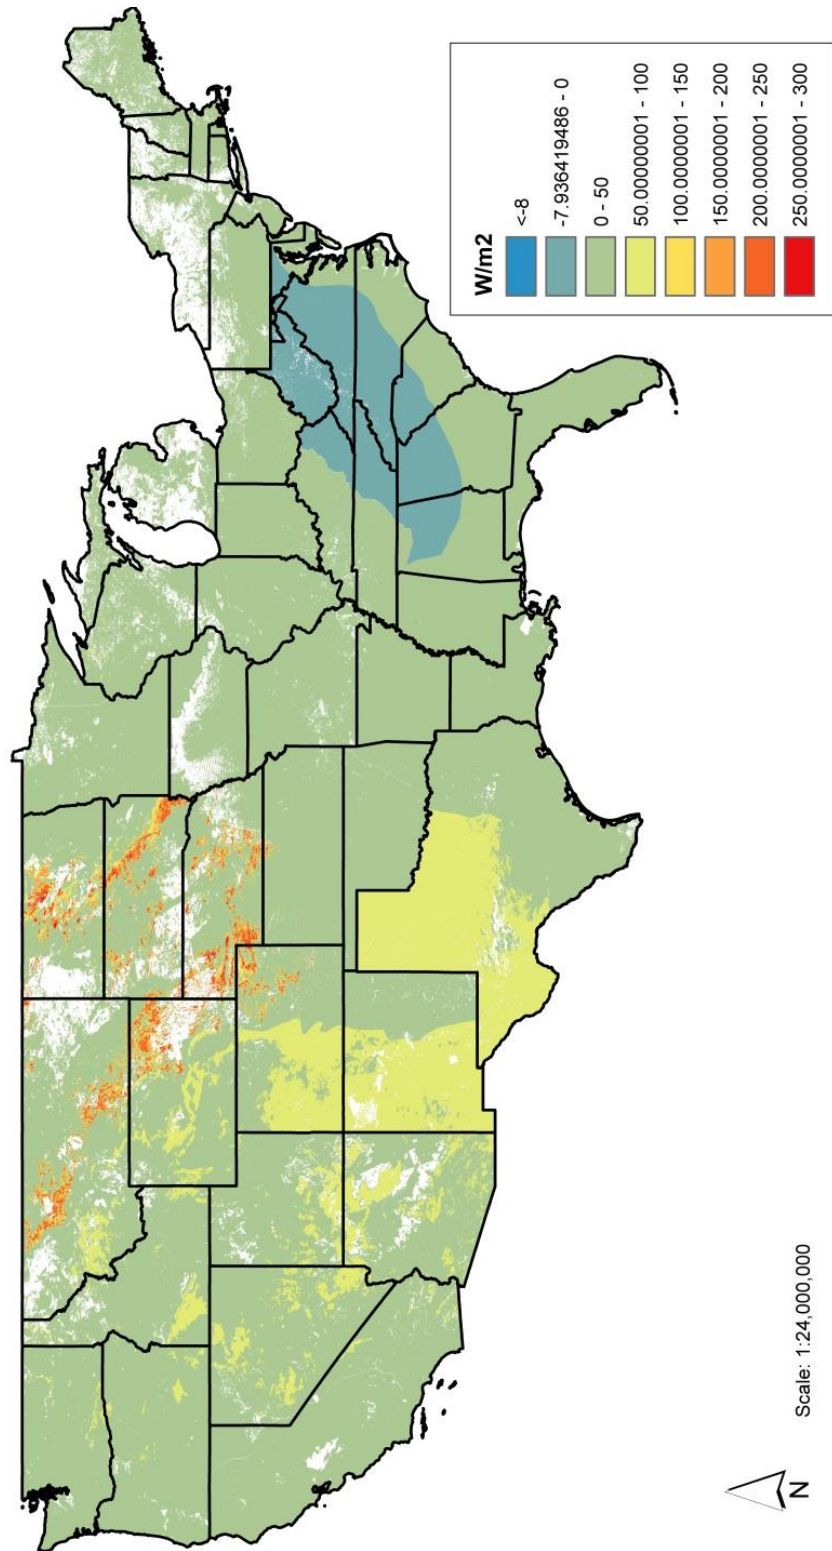 W/m2
<-8
-7.936419486 - 0
0 - 50
50.00000001 - 100
100.0000001 - 150
150.0000001 - 200
200.0000001 - 250
250.0000001 - 300
N
Scale: 1:24,000,000